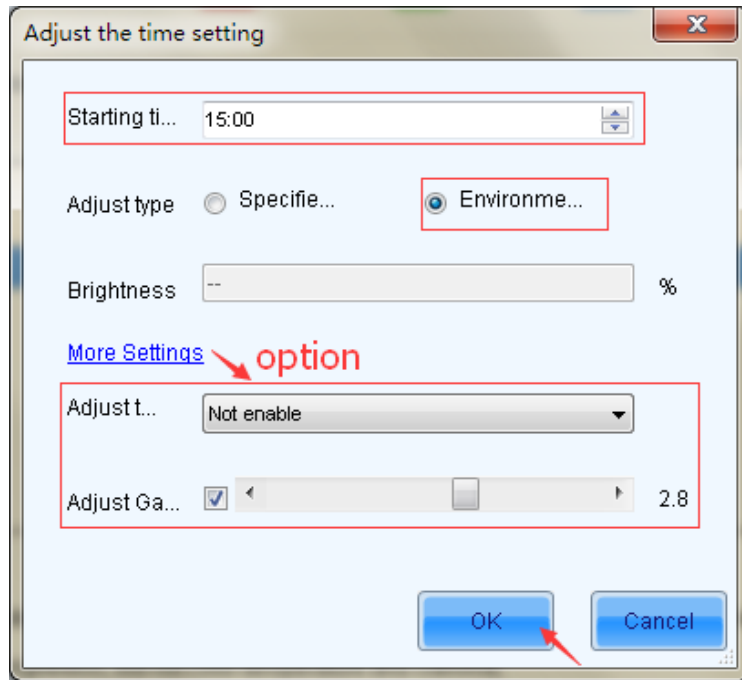 Adjust the time setting
Starting ti... 15:00
Adjust type Specifie... Environme...
Brightness -- %
More Settings option
Adjust t... Not enable
Adjust Ga... 2.8
OK Cancel